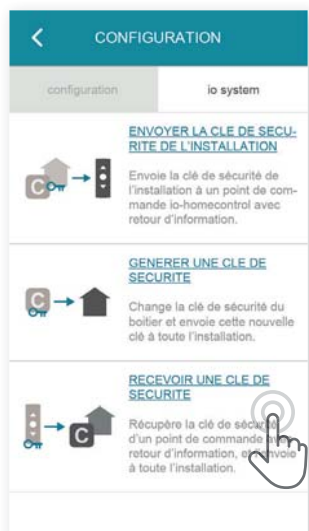 CONFIGURATION
configuration
io system
ENVOYER LA CLE DE SECU-
RITE DE L'INSTALLATION
Envoie la clé de sécurité de
l'installation à un point de com-
mande io-homecontrol avec
retour d'information.
C
GENERER UNE CLE DE
SECURITE
Change la clé de sécurité du
boitier et envoie cette nouvelle
clé à toute l'installation.
C
RECEVOIR UNE CLE DE
SECURITE
Récupère la clé de sécurité
d'un point de commande avec
retour d'information, et l'envoie
à toute l'installation.
C